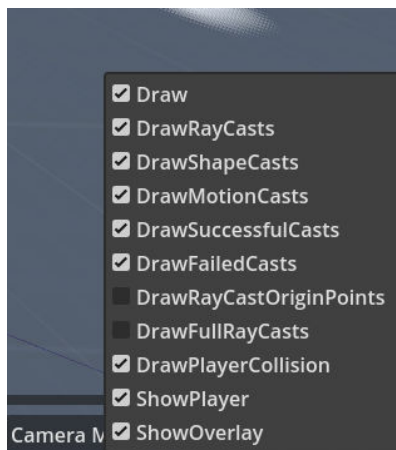 Draw
DrawRayCasts
DrawShapeCasts
DrawMotionCasts
DrawSuccessfulCasts
DrawFailedCasts
DrawRayCastOriginPoints
DrawFullRayCasts
DrawPlayerCollision
ShowPlayer
Camera
ShowOverlay